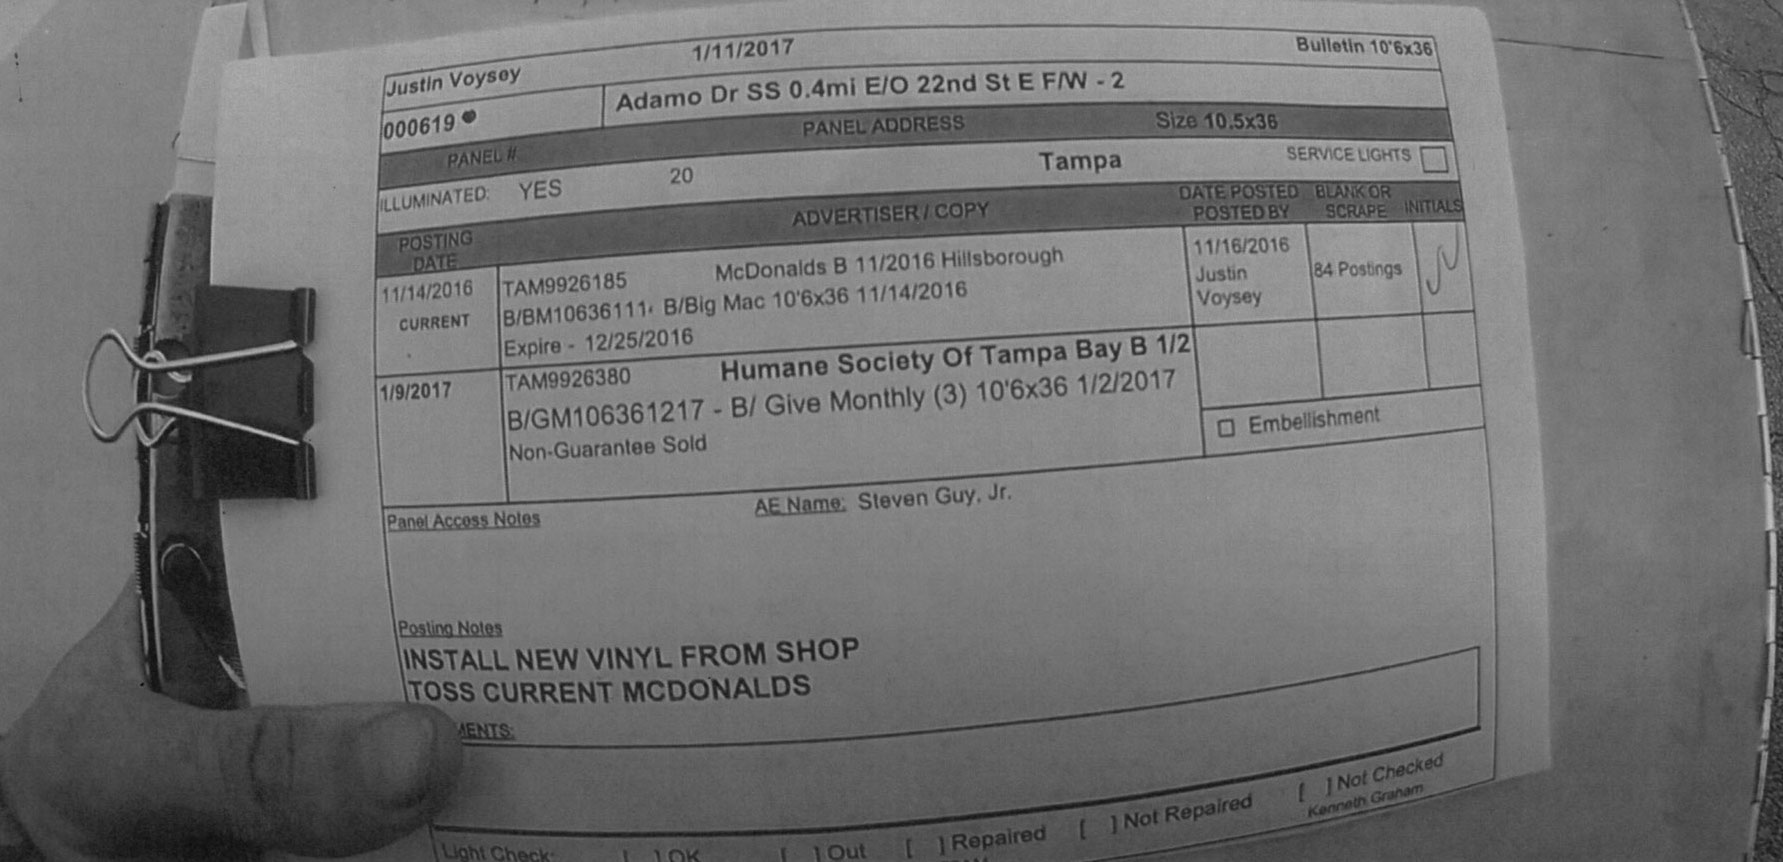 Justin Voysey 1/11/2017 Bulletin 10'6x36
000619 Adamo Dr SS 0.4mi E/O 22nd St E F/W - 2
PANEL # PANEL ADDRESS Size 10.5x36
ILLUMINATED: YES 20 Tampa SERVICE LIGHTS
POSTING DATE ADVERTISER / COPY DATE POSTED POSTED BY BLANK OR SCRAPE INITIALS
11/14/2016 TAM9926185 McDonalds B 11/2016 Hillsborough 11/16/2016
CURRENT B/BM10636111- B/Big Mac 10'6x36 11/14/2016 Justin Voysey 84 Postings
Expire - 12/25/2016
1/9/2017 TAM9926380 Humane Society Of Tampa Bay B 1/2
B/GM106361217 - B/ Give Monthly (3) 10'6x36 1/2/2017
Non-Guarantee Sold
Embellishment
Panel Access Notes AE Name: Steven Guy, Jr.
Posting Notes
INSTALL NEW VINYL FROM SHOP
TOSS CURRENT MCDONALDS
MENTS:
Light Check: [ ] OK [ ] Out [ ] Repaired [ ] Not Repaired [ ] Not Checked
Kenneth Graham